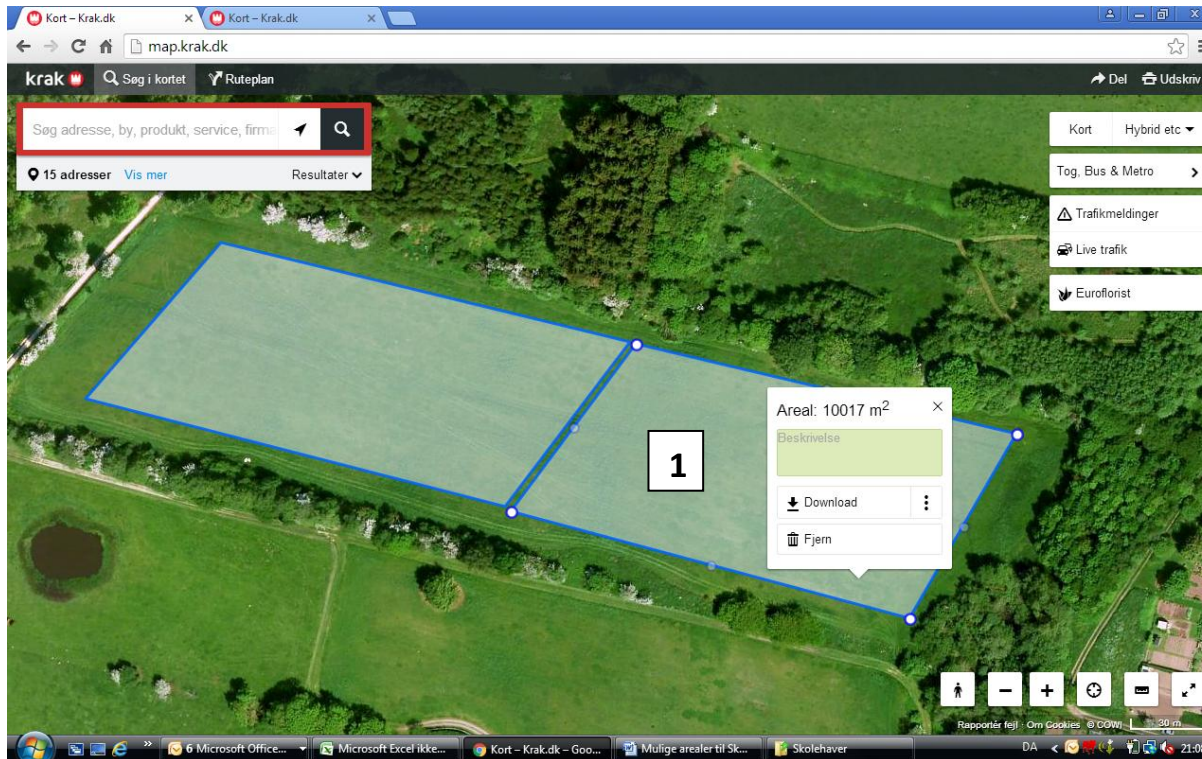 Kort – Krak.dk
Kort – Krak.dk
map.krak.dk
krak Søg i kortet Ruteplan Del Udskriv
Søg adresse, by, produkt, service, firma
15 adresser Vis mer Resultater
Kort Hybrid etc
Tog, Bus & Metro
Trafikmeldinger
Live trafik
Euroflorist
1
Areal: 10017 m²
Beskrivelse
Download
Fjern
Rapportér fejl Om Cookies © COWI 30 m
6 Microsoft Office... Microsoft Excel ikke... Kort – Krak.dk – Goo... Mulige arealer til Sk... Skolehaver DA 21:08